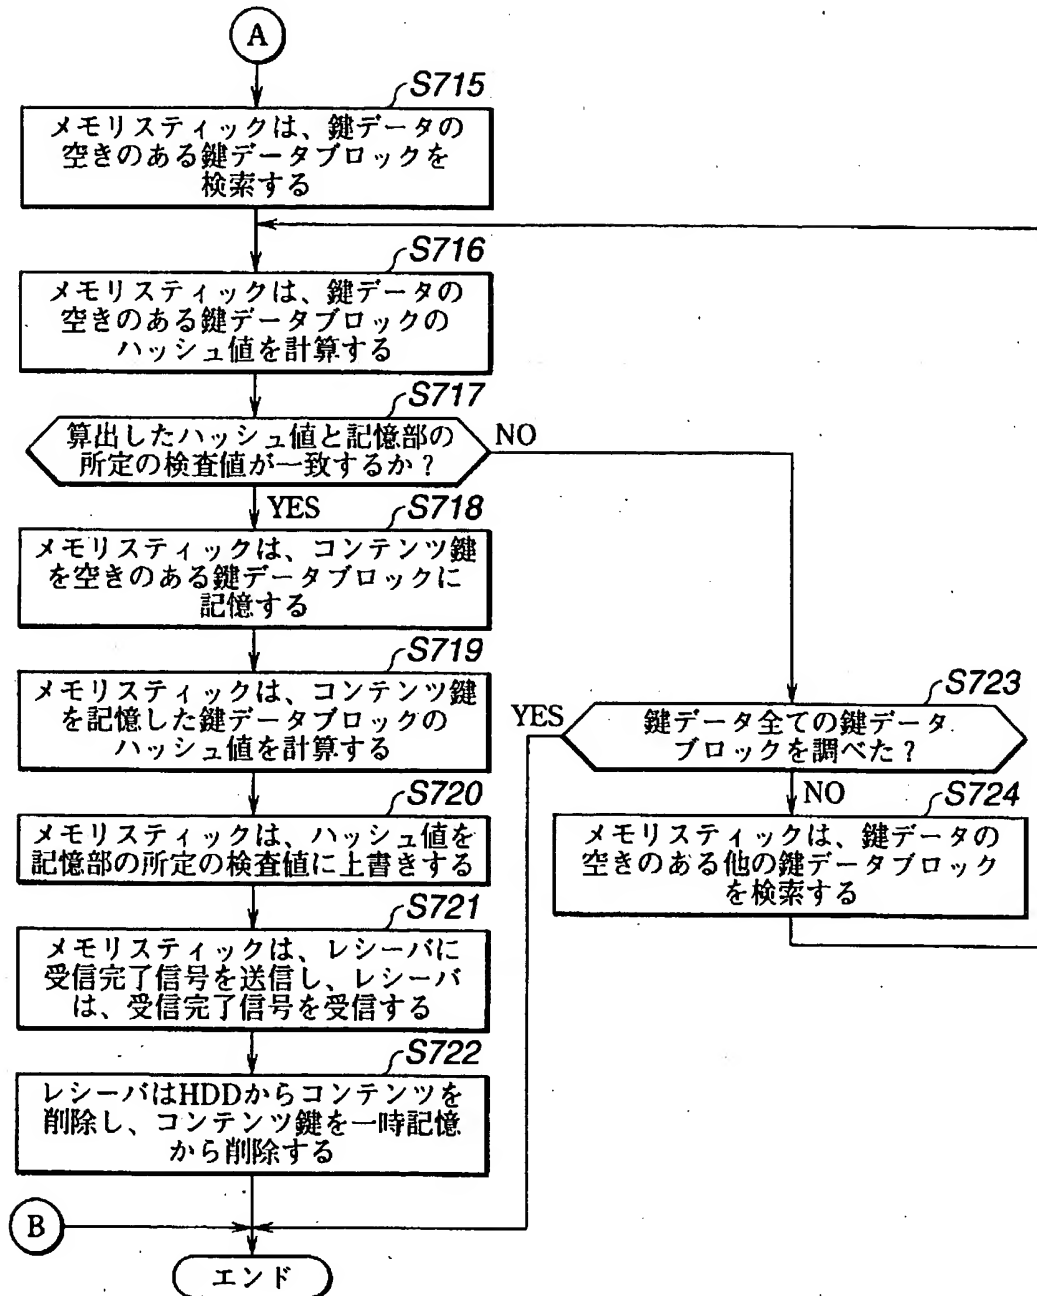 A
S715
メモリスティックは、鍵データの
空きのある鍵データブロックを
検索する
S716
メモリスティックは、鍵データの
空きのある鍵データブロックの
ハッシュ値を計算する
S717
算出したハッシュ値と記憶部の
所定の検査値が一致するか?
NO
YES
S718
メモリスティックは、コンテンツ鍵
を空きのある鍵データブロックに
記憶する
S719
メモリスティックは、コンテンツ鍵
を記憶した鍵データブロックの
ハッシュ値を計算する
S720
メモリスティックは、ハッシュ値を
記憶部の所定の検査値に上書きする
S721
メモリスティックは、レシーバに
受信完了信号を送信し、レシーバ
は、受信完了信号を受信する
S722
レシーバはHDDからコンテンツを
削除し、コンテンツ鍵を一時記憶
から削除する
S723
鍵データ全ての鍵データ
ブロックを調べた?
YES
NO
S724
メモリスティックは、鍵データの
空きのある他の鍵データブロック
を検索する
B
エンド